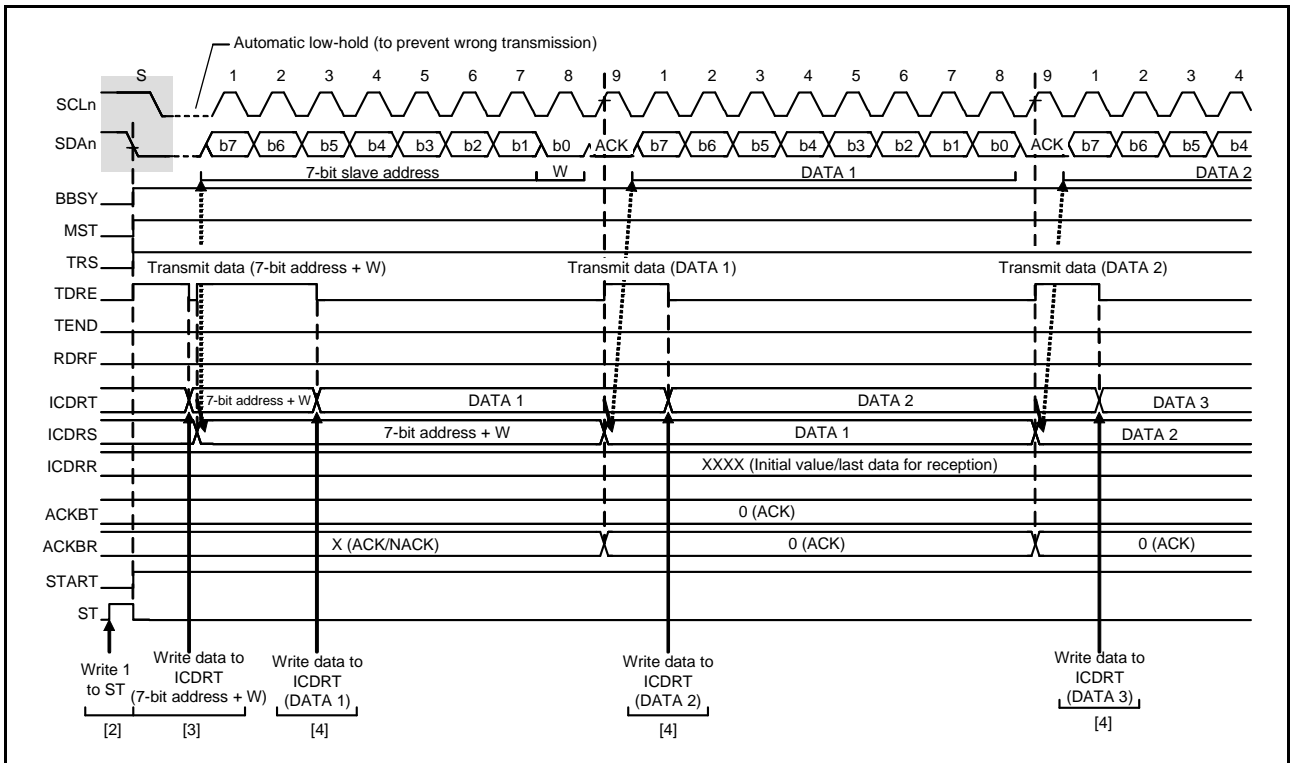 Automatic low-hold (to prevent wrong transmission)
S 1 2 3 4 5 6 7 8 9 1 2 3 4 5 6 7 8 9 1 2 3 4
SCLn
SDAn b7 b6 b5 b4 b3 b2 b1 b0 ACK b7 b6 b5 b4 b3 b2 b1 b0 ACK b7 b6 b5 b4
7-bit slave address W DATA 1 DATA 2
BBSY
MST
TRS
Transmit data (7-bit address + W) Transmit data (DATA 1) Transmit data (DATA 2)
TDRE
TEND
RDRF
ICDRT 7-bit address + W DATA 1 DATA 2 DATA 3
ICDRS 7-bit address + W DATA 1 DATA 2
ICDRR XXXX (Initial value/last data for reception)
ACKBT 0 (ACK)
ACKBR X (ACK/NACK) 0 (ACK) 0 (ACK)
START
ST
Write 1
to ST
Write data to
ICDRT
(7-bit address + W)
Write data to
ICDRT
(DATA 1)
Write data to
ICDRT
(DATA 2)
Write data to
ICDRT
(DATA 3)
[2] [3] [4] [4] [4]